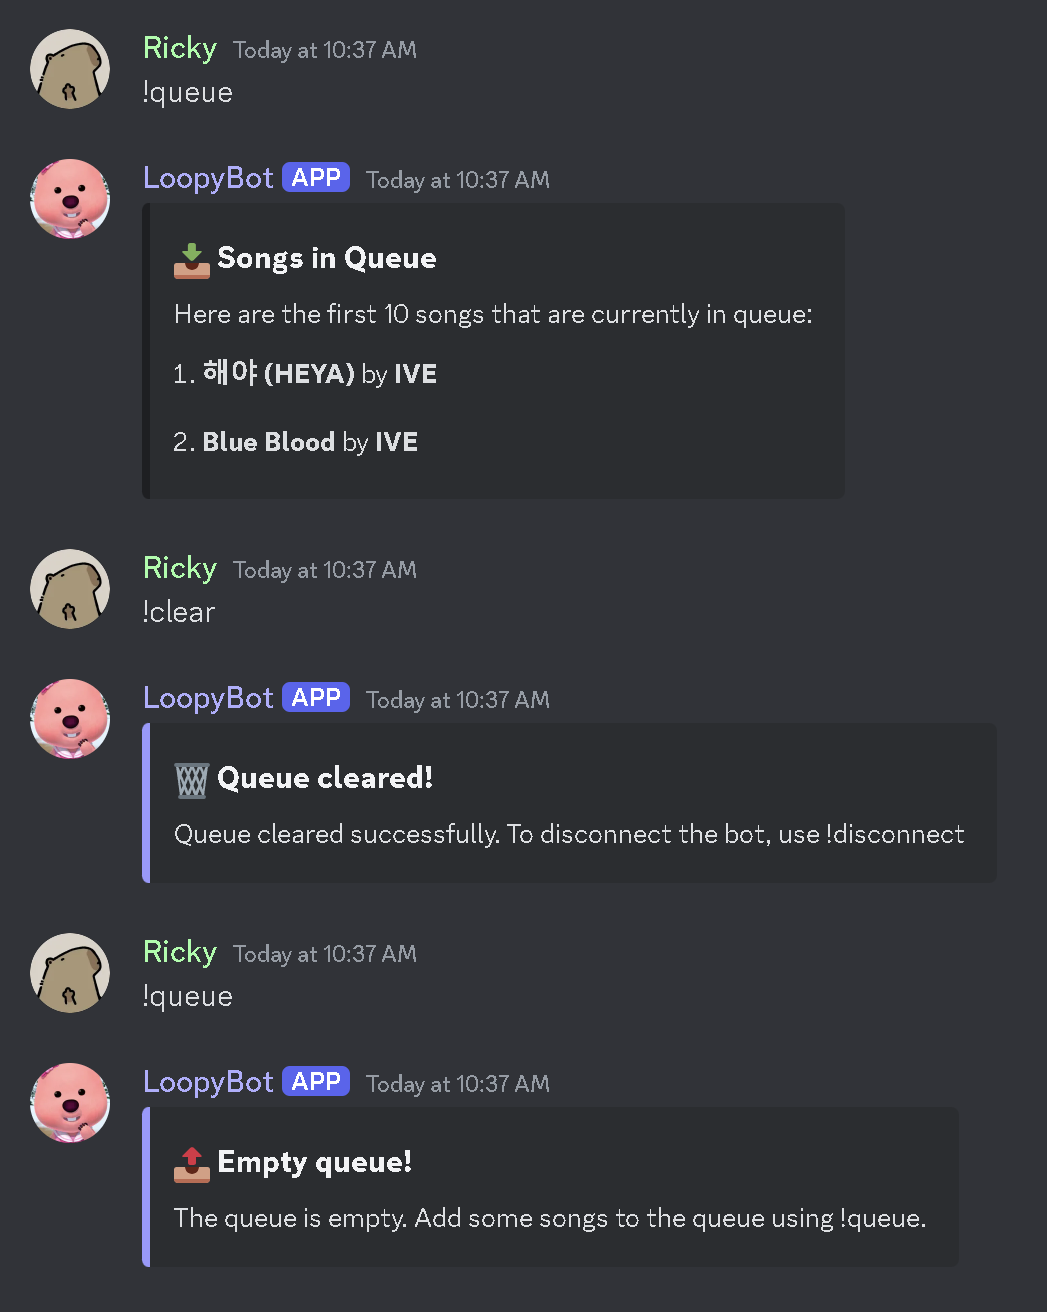 Ricky Today at 10:37 AM
!queue
LoopyBot APP Today at 10:37 AM
Songs in Queue
Here are the first 10 songs that are currently in queue:
1. 해야 (HEYA) by IVE
2. Blue Blood by IVE
Ricky Today at 10:37 AM
!clear
LoopyBot APP Today at 10:37 AM
Queue cleared!
Queue cleared successfully. To disconnect the bot, use !disconnect
Ricky Today at 10:37 AM
!queue
LoopyBot APP Today at 10:37 AM
Empty queue!
The queue is empty. Add some songs to the queue using !queue.